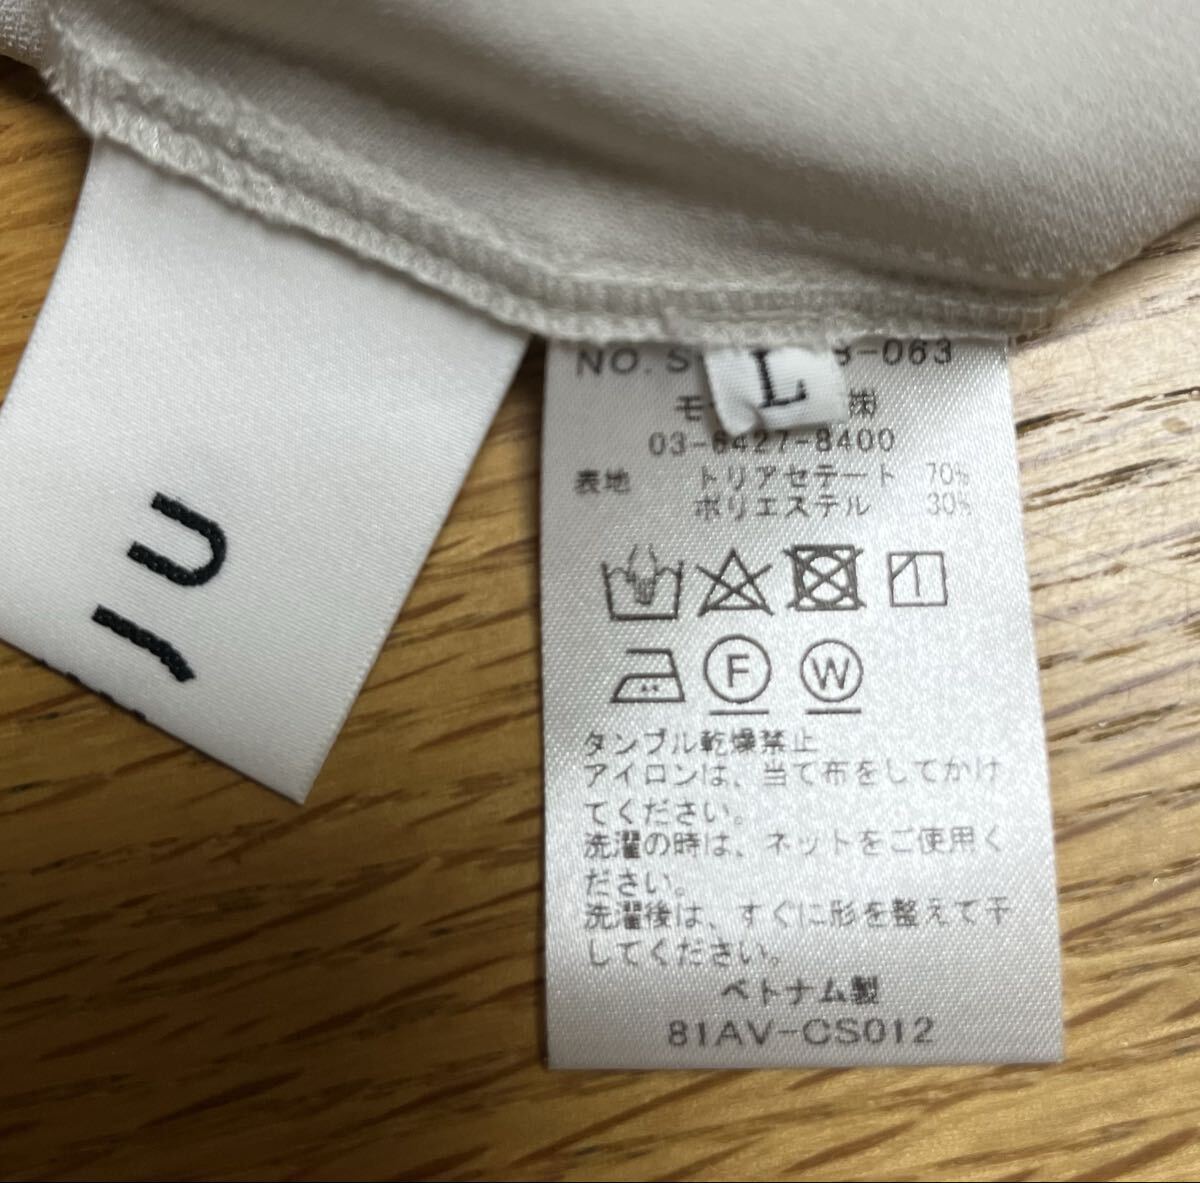 JU
L
03-6427-8400
表地 トリアセテート 70%
ポリエステル 30%
F W
タンブル乾燥禁止
アイロンは、当て布をしてかけ
てください。
洗濯の時は、ネットをご使用く
ださい。
洗濯後は、すぐに形を整えて干
してください。
ベトナム製
81AV-CS012